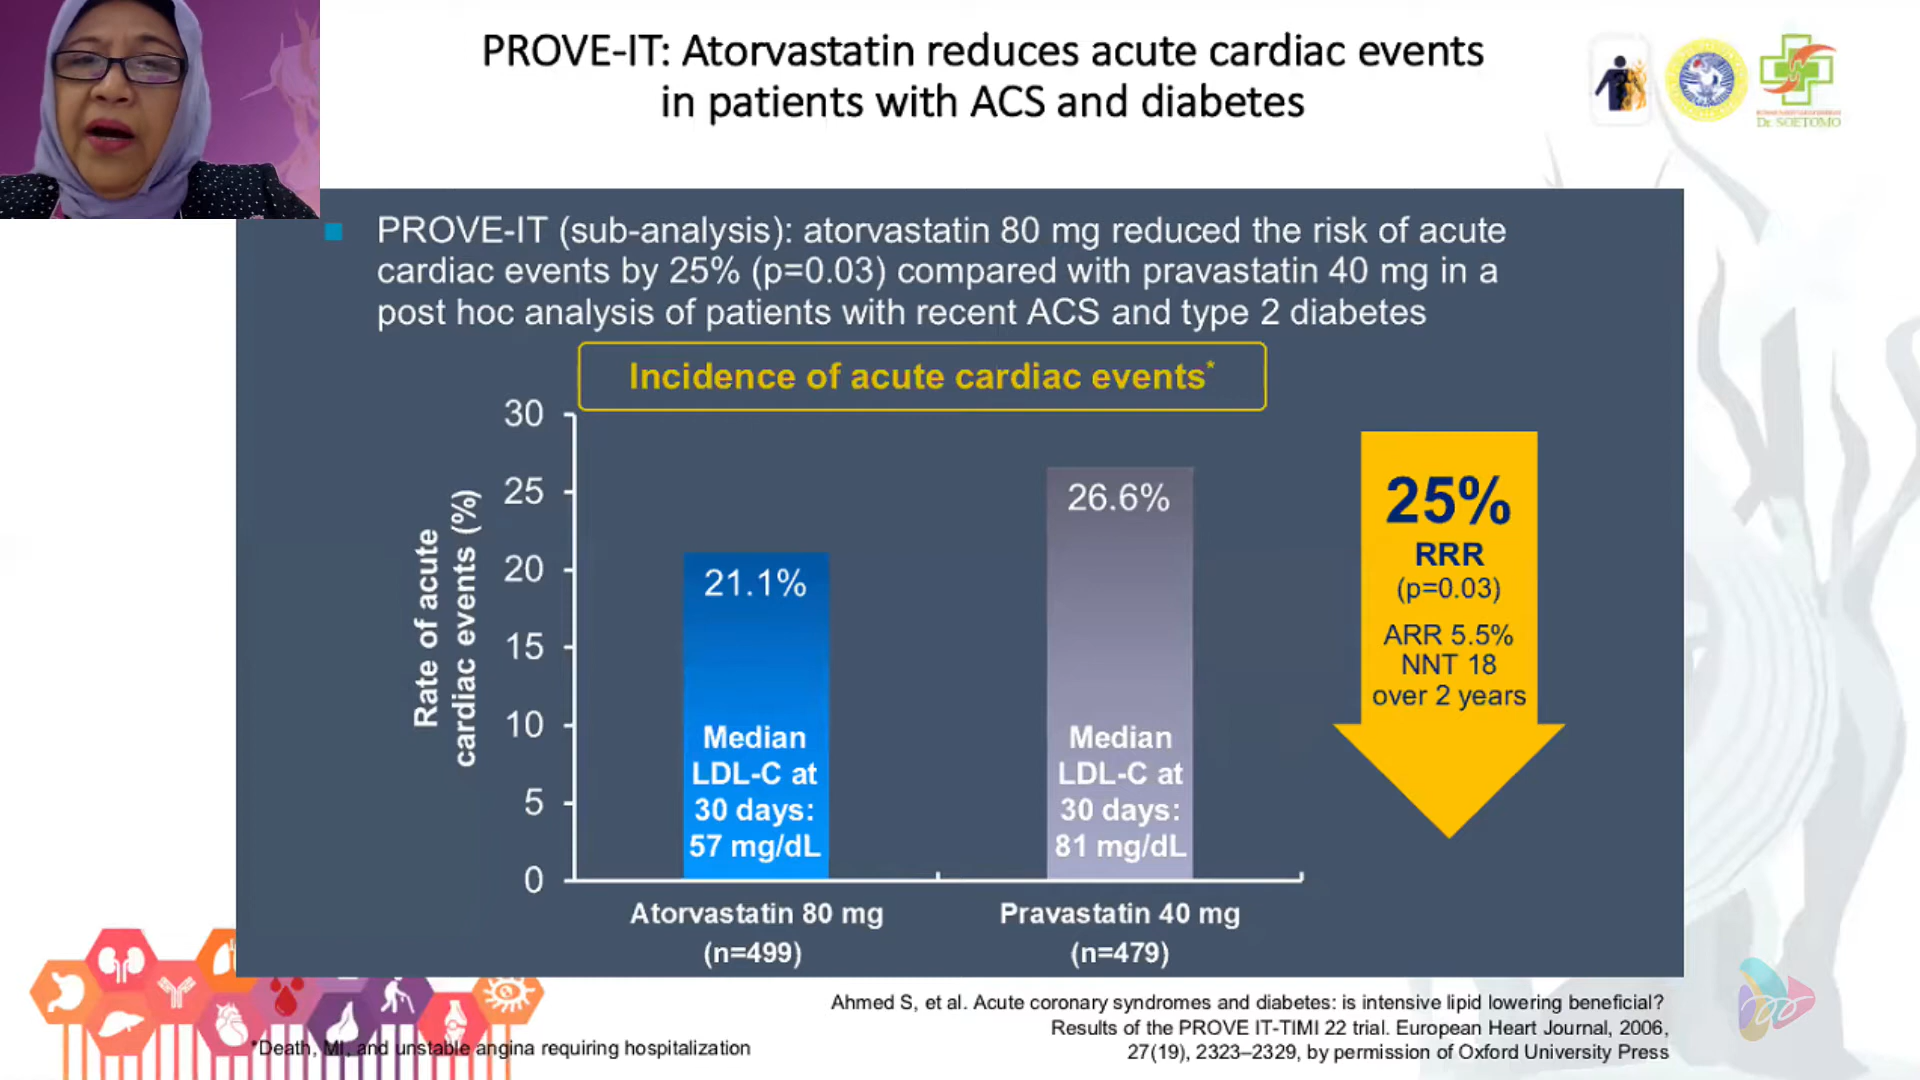 PROVE-IT: Atorvastatin reduces acute cardiac events
in patients with ACS and diabetes
Dr. SOETOMO
PROVE-IT (sub-analysis): atorvastatin 80 mg reduced the risk of acute
cardiac events by 25% (p=0.03) compared with pravastatin 40 mg in a
post hoc analysis of patients with recent ACS and type 2 diabetes
Incidence of acute cardiac events*
Rate of acute
cardiac events (%)
30
25
20
15
10
5
0
21.1%
Median
LDL-C at
30 days:
57 mg/dL
26.6%
Median
LDL-C at
30 days:
81 mg/dL
Atorvastatin 80 mg
(n=499)
Pravastatin 40 mg
(n=479)
25%
RRR
(p=0.03)
ARR 5.5%
NNT 18
over 2 years
*Death, MI, and unstable angina requiring hospitalization
Ahmed S, et al. Acute coronary syndromes and diabetes: is intensive lipid lowering beneficial?
Results of the PROVE IT-TIMI 22 trial. European Heart Journal, 2006,
27(19), 2323–2329, by permission of Oxford University Press